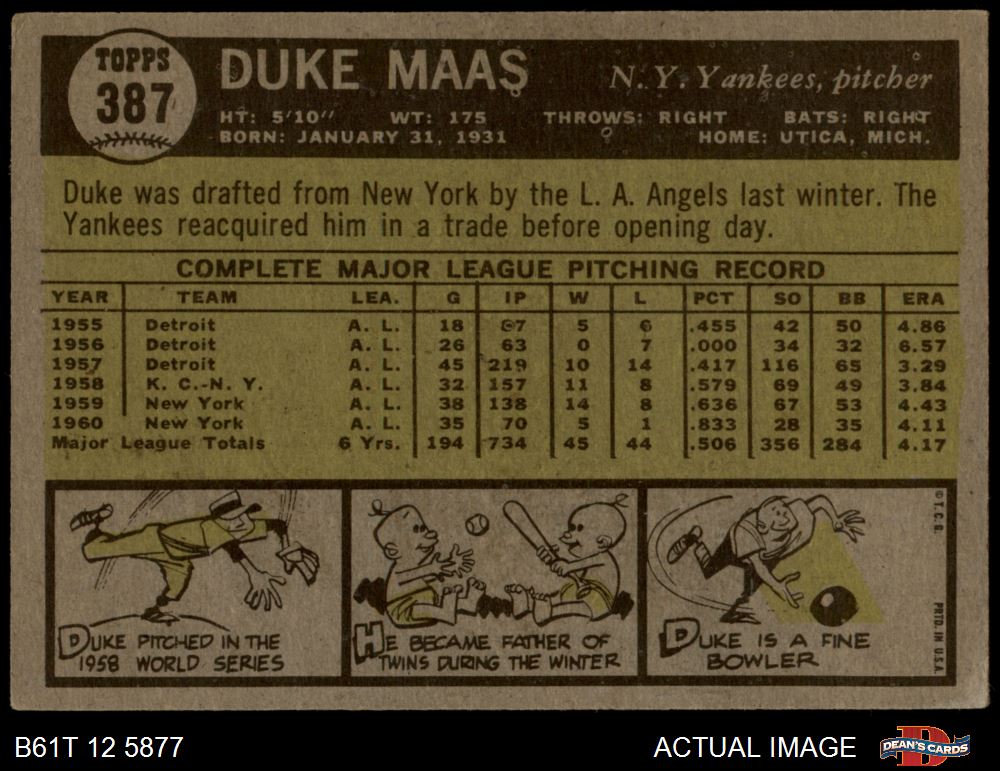 TOPPS
387
DUKE MAAS
N. Y. Yankees, pitcher
HT: 5'10" WT: 175 THROWS: RIGHT BATS: RIGHT
BORN: JANUARY 31, 1931 HOME: UTICA, MICH.
Duke was drafted from New York by the L. A. Angels last winter. The
Yankees reacquired him in a trade before opening day.
COMPLETE MAJOR LEAGUE PITCHING RECORD
YEAR TEAM LEA. G IP W L PCT SO BB ERA
1955 Detroit A. L. 18 87 5 6 .455 42 50 4.86
1956 Detroit A. L. 26 63 0 7 .000 34 32 6.57
1957 Detroit A. L. 45 219 10 14 .417 116 65 3.29
1958 K. C.-N. Y. A. L. 32 157 11 8 .579 69 49 3.84
1959 New York A. L. 38 138 14 8 .636 67 53 4.43
1960 New York A. L. 35 70 5 1 .833 28 35 4.11
Major League Totals 6 Yrs. 194 734 45 44 .506 356 284 4.17
DUKE PITCHED IN THE
1958 WORLD SERIES
HE BECAME FATHER OF
TWINS DURING THE WINTER
DUKE IS A FINE
BOWLER
© T. C. G.
PRTD. IN U.S.A.
B61T 12 5877
ACTUAL IMAGE
DEAN'S CARDS